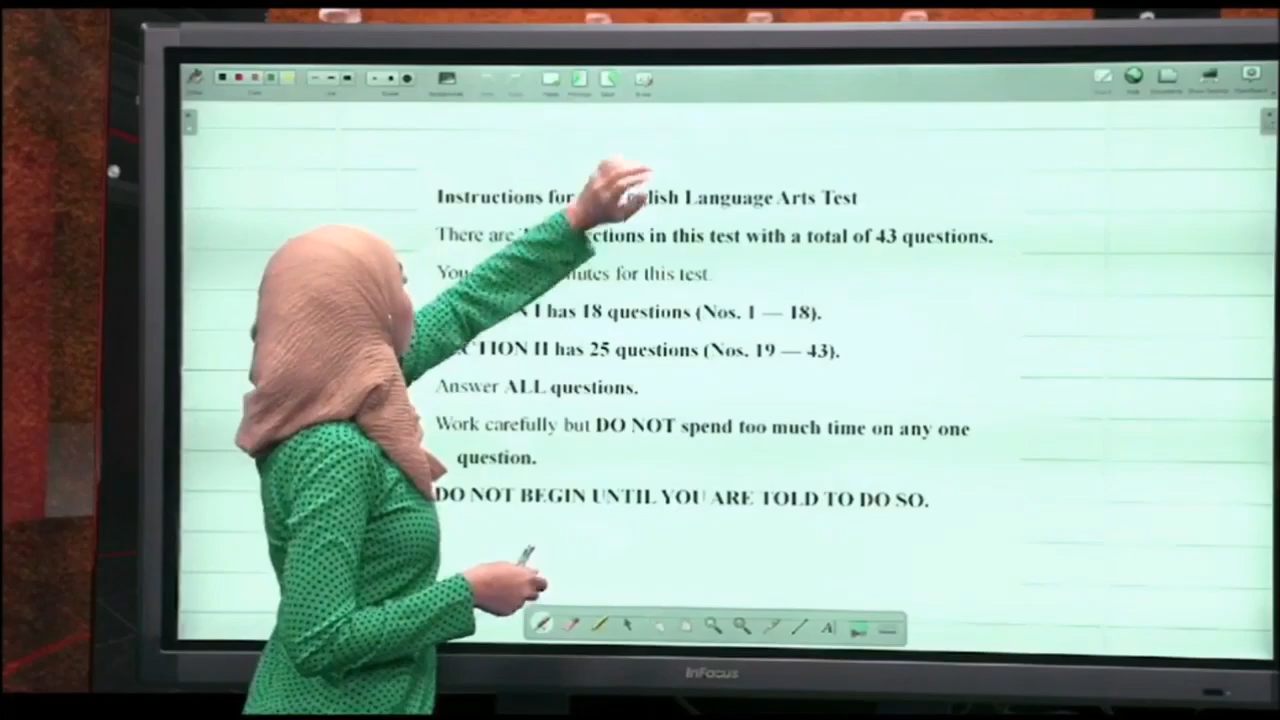 Instructions for lish Language Arts Test
There are ctions in this test with a total of 43 questions.
You utes for this test.
I has 18 questions (Nos. 1 — 18).
CTION II has 25 questions (Nos. 19 — 43).
Answer ALL questions.
Work carefully but DO NOT spend too much time on any one
question.
DO NOT BEGIN UNTIL YOU ARE TOLD TO DO SO.
InFocus